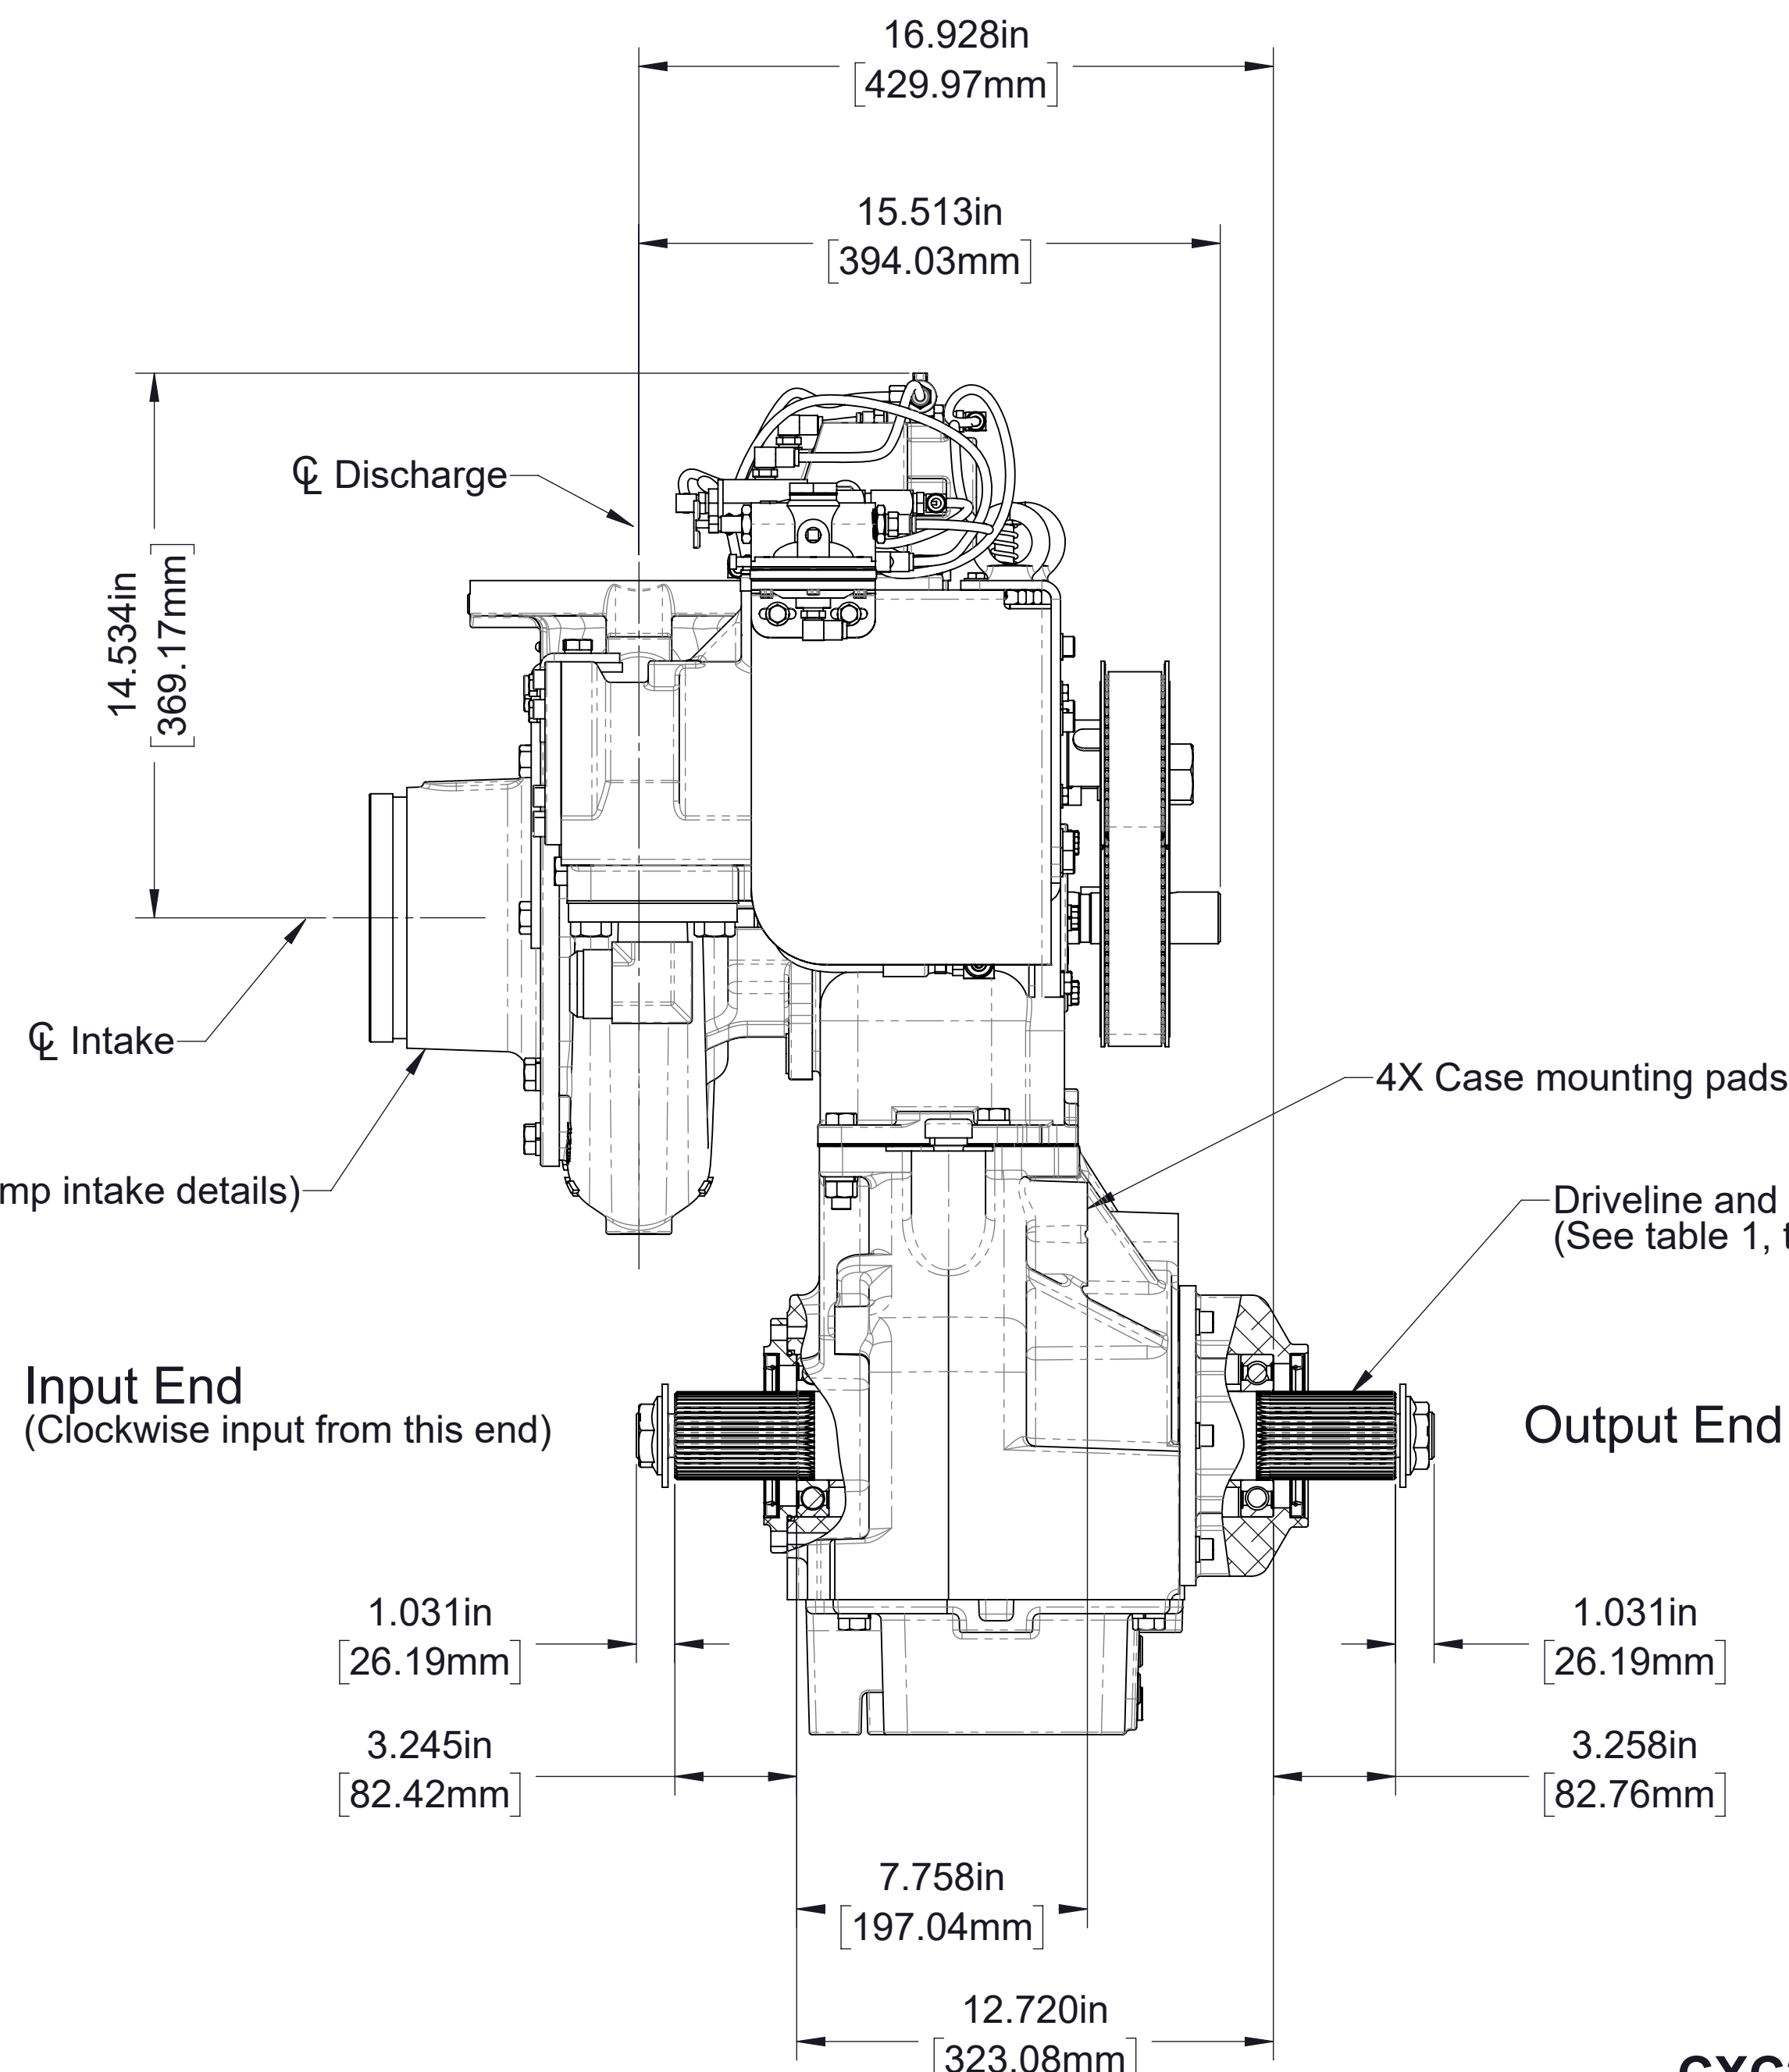 16.928in
[429.97mm]
15.513in
[394.03mm]
℄ Discharge
14.534in
[369.17mm]
℄ Intake
4X Case mounting pads
mp intake details)
Driveline and
(See table 1, t
Input End
(Clockwise input from this end)
Output End
1.031in
[26.19mm]
1.031in
[26.19mm]
3.245in
[82.42mm]
3.258in
[82.76mm]
7.758in
[197.04mm]
12.720in
[323.08mm]